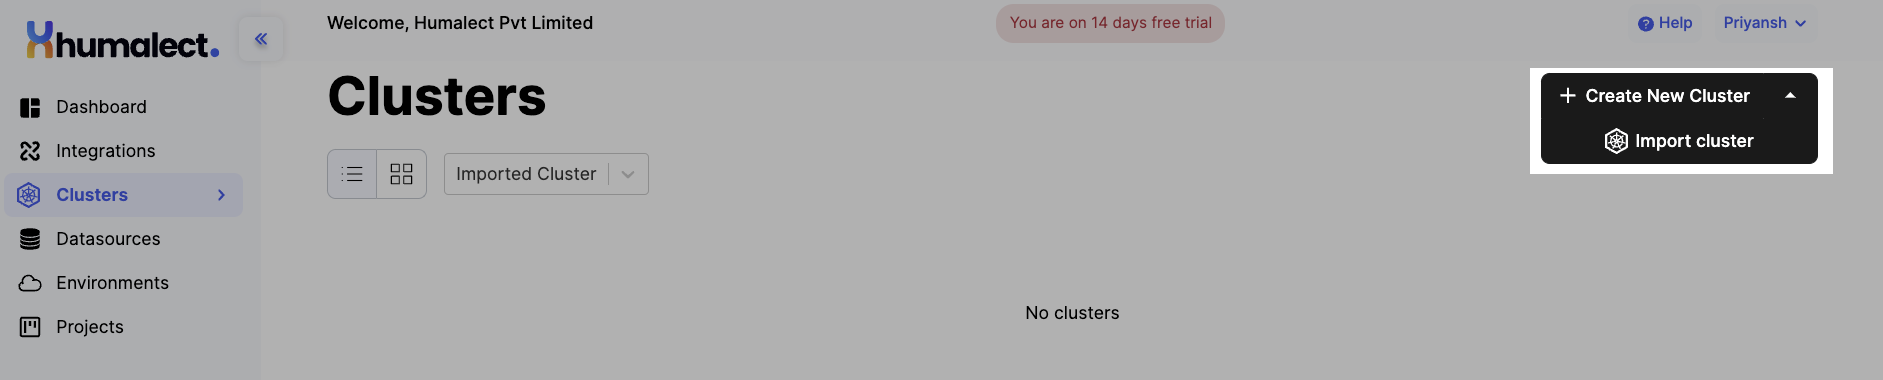 humalect.
Welcome, Humalect Pvt Limited
You are on 14 days free trial
Help
Priyansh
Dashboard
Integrations
Clusters
Datasources
Environments
Projects
Clusters
Create New Cluster
Import cluster
Imported Cluster
No clusters